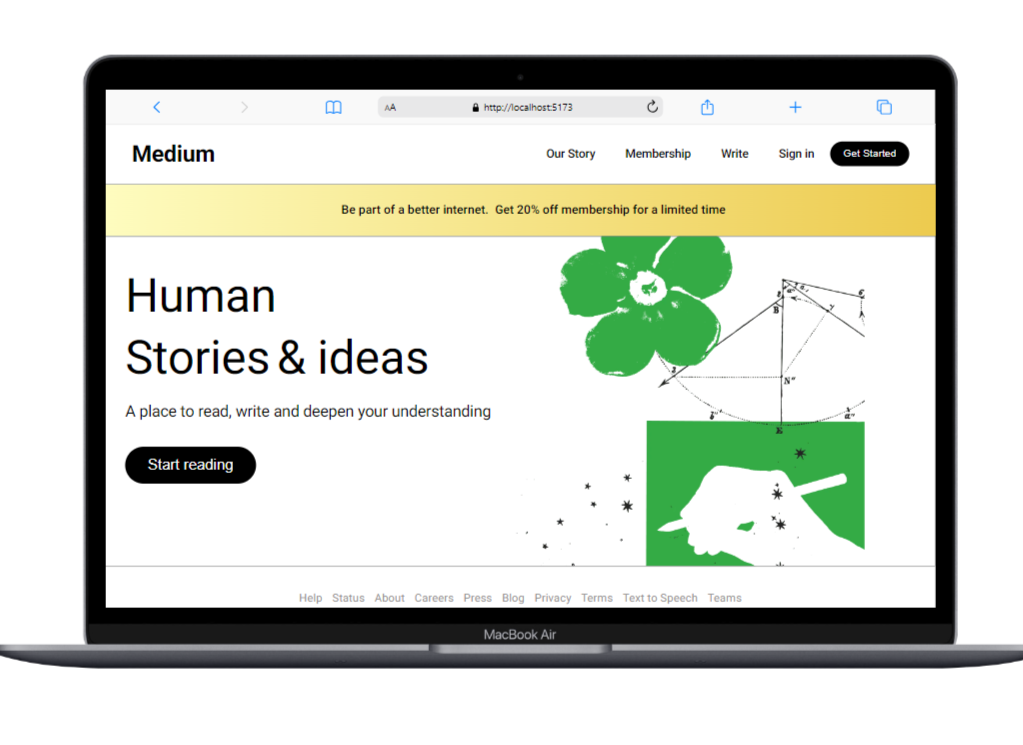 AA http://localhost:5173
Medium Our Story Membership Write Sign in Get Started
Be part of a better internet. Get 20% off membership for a limited time
Human
Stories & ideas
A place to read, write and deepen your understanding
Start reading
B
N"
Help Status About Careers Press Blog Privacy Terms Text to Speech Teams
MacBook Air